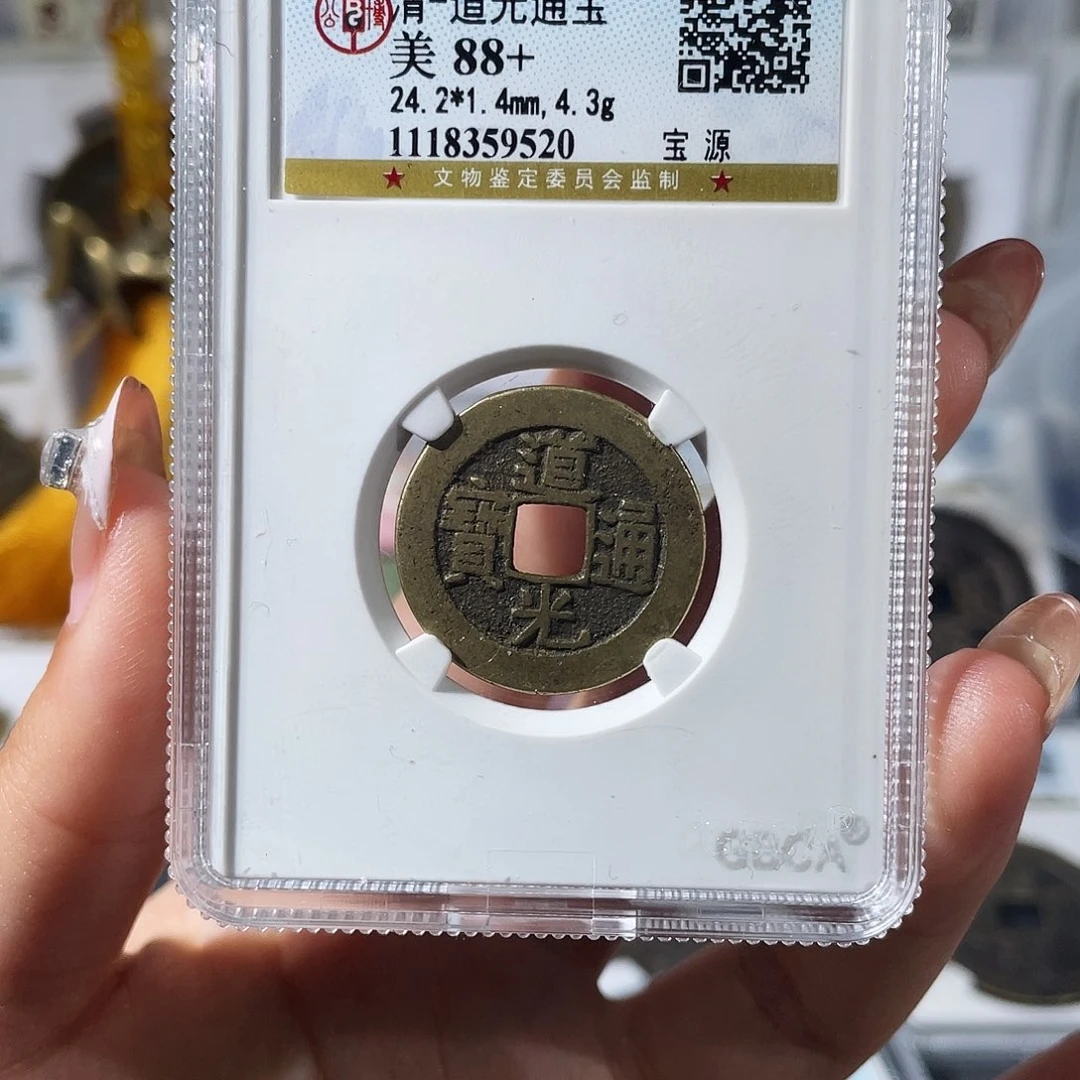 清-道光通宝
美 88+
24.2*1.4mm,4.3g
1118359520 宝源
★ 文物鉴定委员会监制 ★
道光通寶
GBCA®